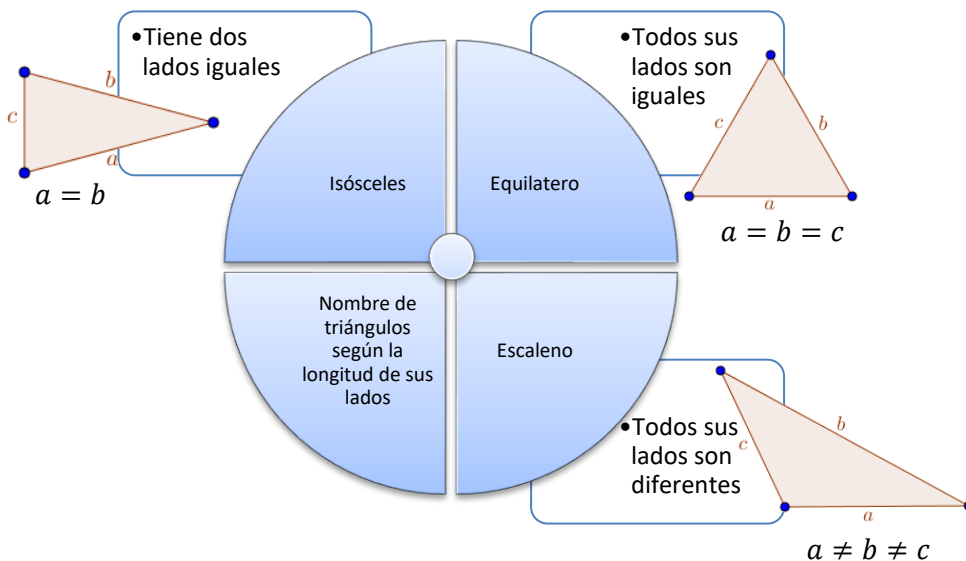 •Tiene dos
lados iguales
b
c
a
a = b
Isósceles
•Todos sus
lados son
iguales
c
b
a
a = b = c
Equilatero
Nombre de
triángulos
según la
longitud de sus
lados
Escaleno
•Todos sus
lados son
diferentes
b
c
a
a ≠ b ≠ c